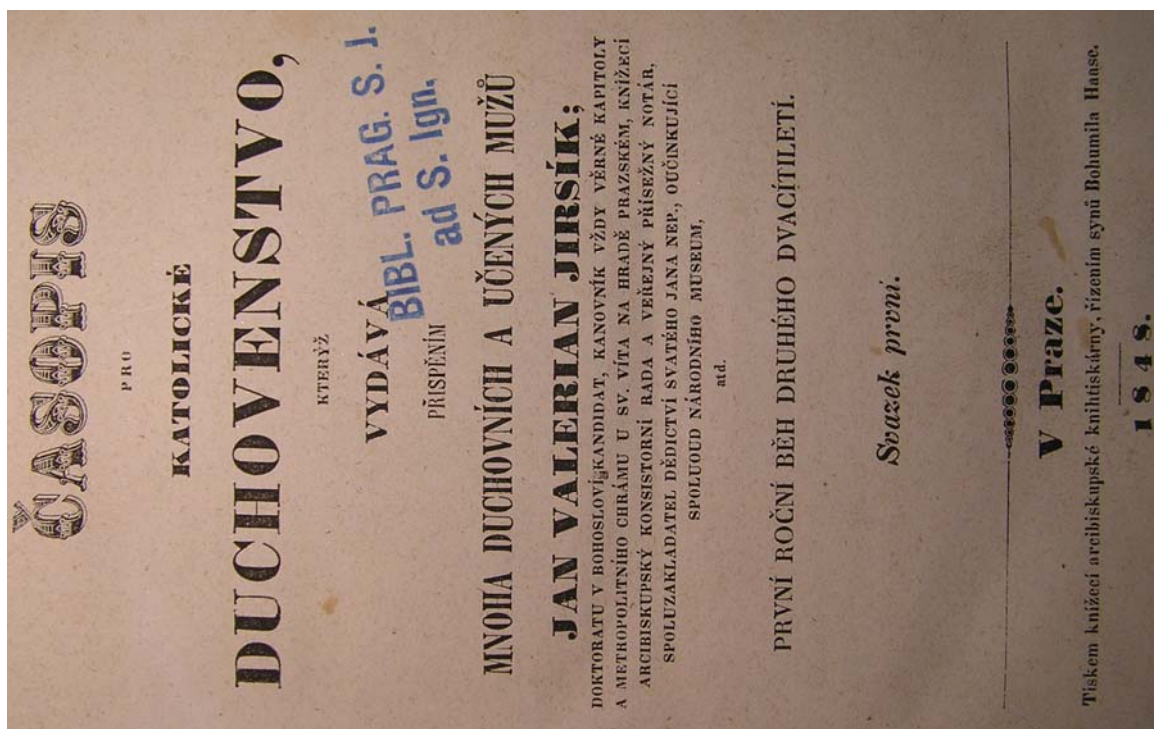 ČASOPIS
PRO
KATOLICKÉ
DUCHOVENSTVO,
KTERÝŽ
VYDÁVÁ
BIBL. PRAG. S. J.
ad S. Ign.
PŘISPĚNÍM
MNOHA DUCHOVNÍCH A UČENÝCH MUŽŮ
JAN VALERIAN JIRSÍK;
DOKTORATU V BOHOSLOVÍ KANDIDAT, KANOVNÍK VŽDY VĚRNÉ KAPITOLY
A METROPOLITNÍHO CHRÁMU U SV. VÍTA NA HRADĚ PRAZSKÉM, KNÍŽECÍ
ARCIBISKUPSKÝ KONSISTORNÍ RADA A VEŘEJNÝ PŘÍSEŽNÝ NOTÁR,
SPOLUZAKLADATEL DĚDICTVÍ SVATÉHO JANA NEP., OUČINKUJÍCÍ
SPOLUOUD NÁRODNÍHO MUSEUM,
atd.
PRVNÍ ROČNÍ BĚH DRUHÉHO DVACÍTILETÍ.
Svazek první.
V Praze.
Tiskem knížecí arcibiskupské knihtiskárny, řízením synů Bohumila Haase.
1848.